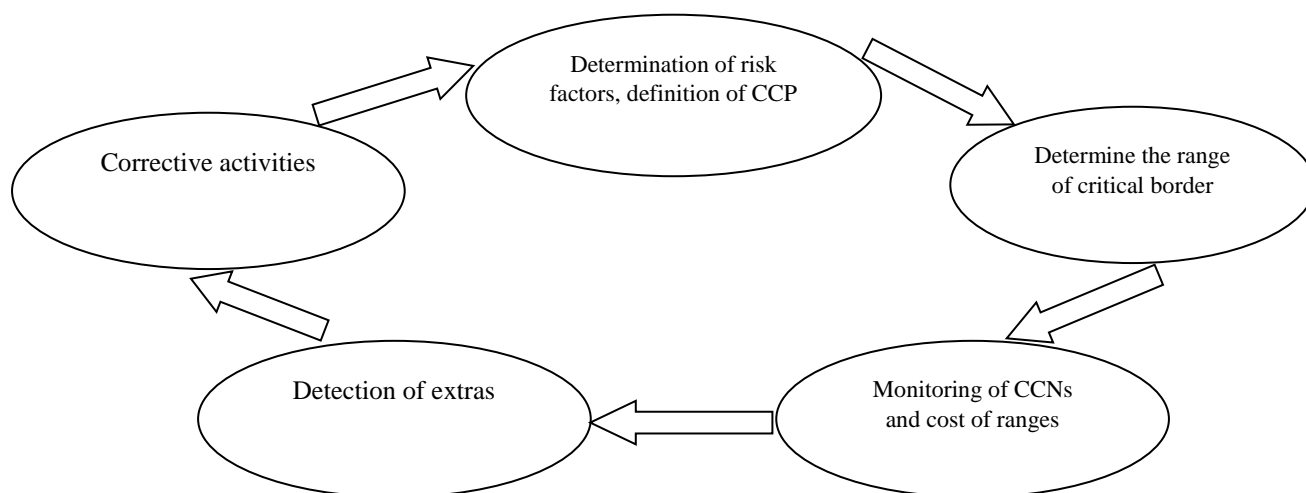 Determination of risk
factors, definition of CCP
Determine the range
of critical border
Monitoring of CCNs
and cost of ranges
Detection of extras
Corrective activities